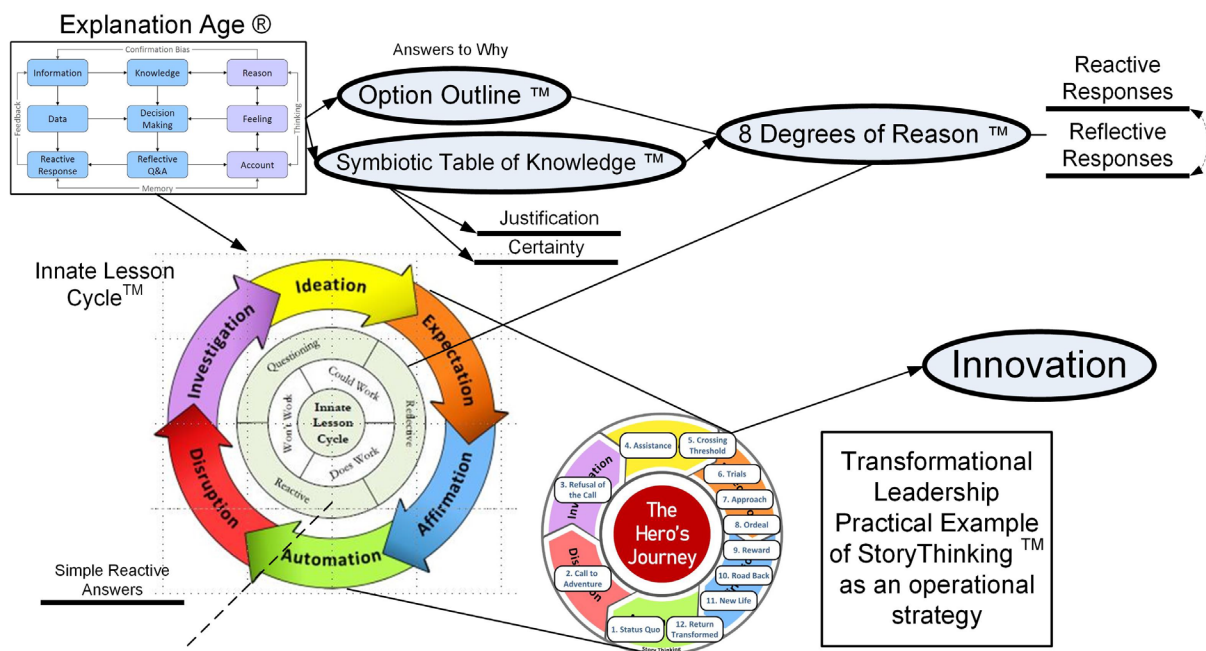 Explanation Age ®
Confirmation Bias
Information
Knowledge
Reason
Feedback
Data
Decision
Making
Feeling
Thinking
Reactive
Response
Reflective
Q&A
Account
Memory
Answers to Why
Option Outline ™
Symbiotic Table of Knowledge ™
Justification
Certainty
8 Degrees of Reason ™
Reactive
Responses
Reflective
Responses
Innate Lesson
Cycle™
Ideation
Expectation
Affirmation
Automation
Disruption
Investigation
Questioning
Reflective
Reactive
Could Work
Does Work
Won't Work
Innate
Lesson
Cycle
Simple Reactive
Answers
The
Hero's
Journey
1. Status Quo
2. Call to
Adventure
3. Refusal of
the Call
4. Assistance
5. Crossing
Threshold
6. Trials
7. Approach
8. Ordeal
9. Reward
10. Road Back
11. New Life
12. Return
Transformed
Story Thinking
Innovation
Transformational
Leadership
Practical Example
of StoryThinking ™
as an operational
strategy